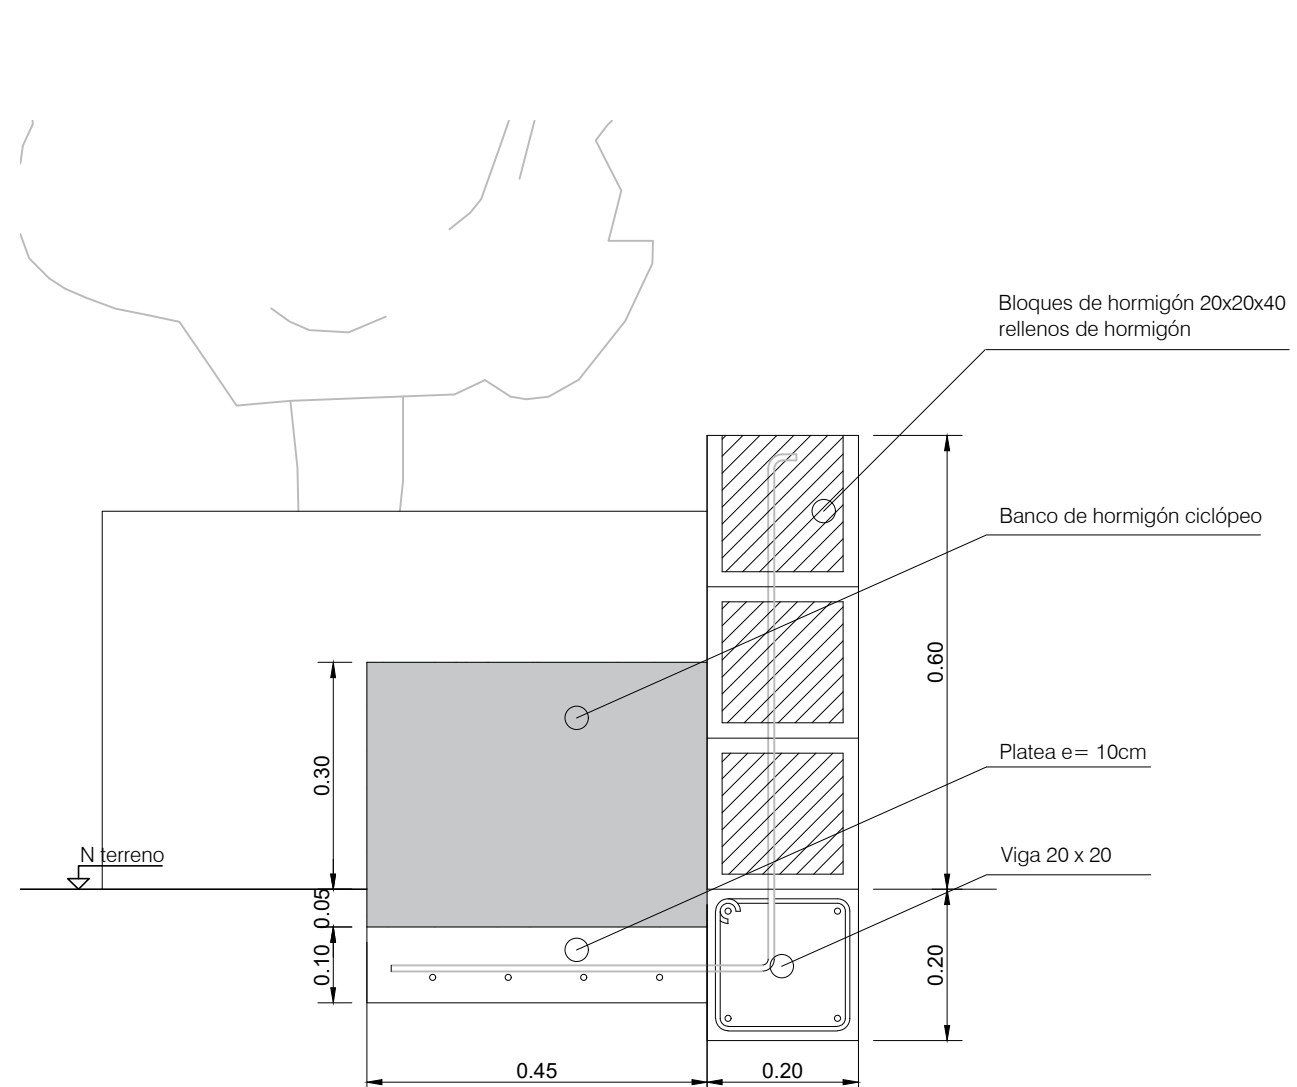 Bloques de hormigón 20x20x40
rellenos de hormigón
Banco de hormigón ciclópeo
0.60
0.30
Platea e= 10cm
N terreno
Viga 20 x 20
0.05
0.10
0.20
0.45
0.20